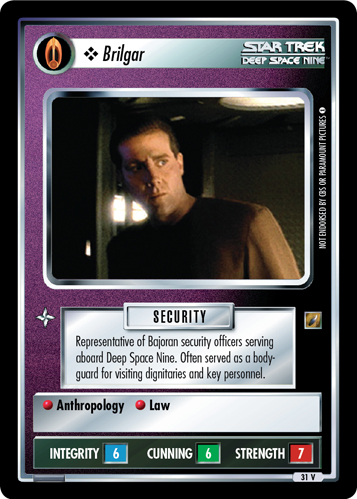 ❖ Brilgar
STAR TREK
DEEP SPACE NINE™
NOT ENDORSED BY CBS OR PARAMOUNT PICTURES
SECURITY
Representative of Bajoran security officers serving
aboard Deep Space Nine. Often served as a body-
guard for visiting dignitaries and key personnel.
Anthropology Law
INTEGRITY 6 CUNNING 6 STRENGTH 7
31 V